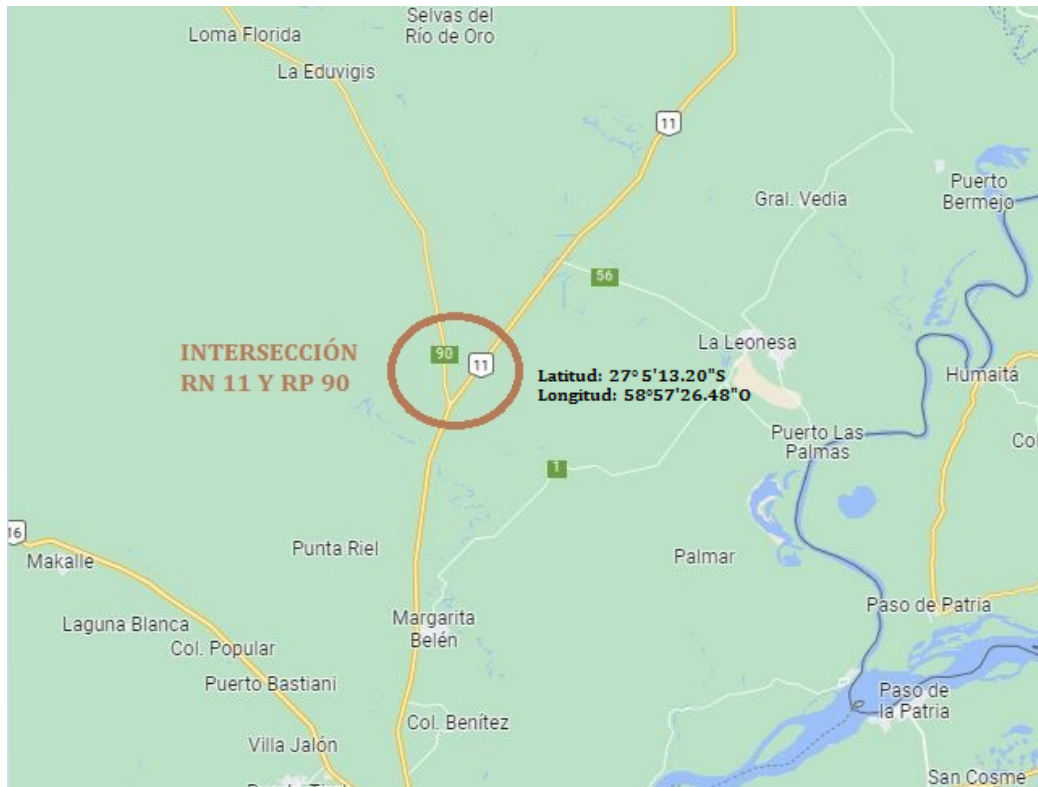 Selvas del
Río de Oro
Loma Florida
La Eduvigis
11
Puerto
Bermejo
Gral. Vedia
56
La Leonesa
INTERSECCIÓN
RN 11 Y RP 90
90
11
Latitud: 27° 5'13.20"S
Longitud: 58°57'26.48"O
Humaitá
Puerto Las
Palmas
1
16
Makalle
Punta Riel
Palmar
Laguna Blanca
Col. Popular
Margarita
Belén
Paso de Patria
Puerto Bastiani
Paso de
la Patria
Col. Benítez
Villa Jalón
San Cosme